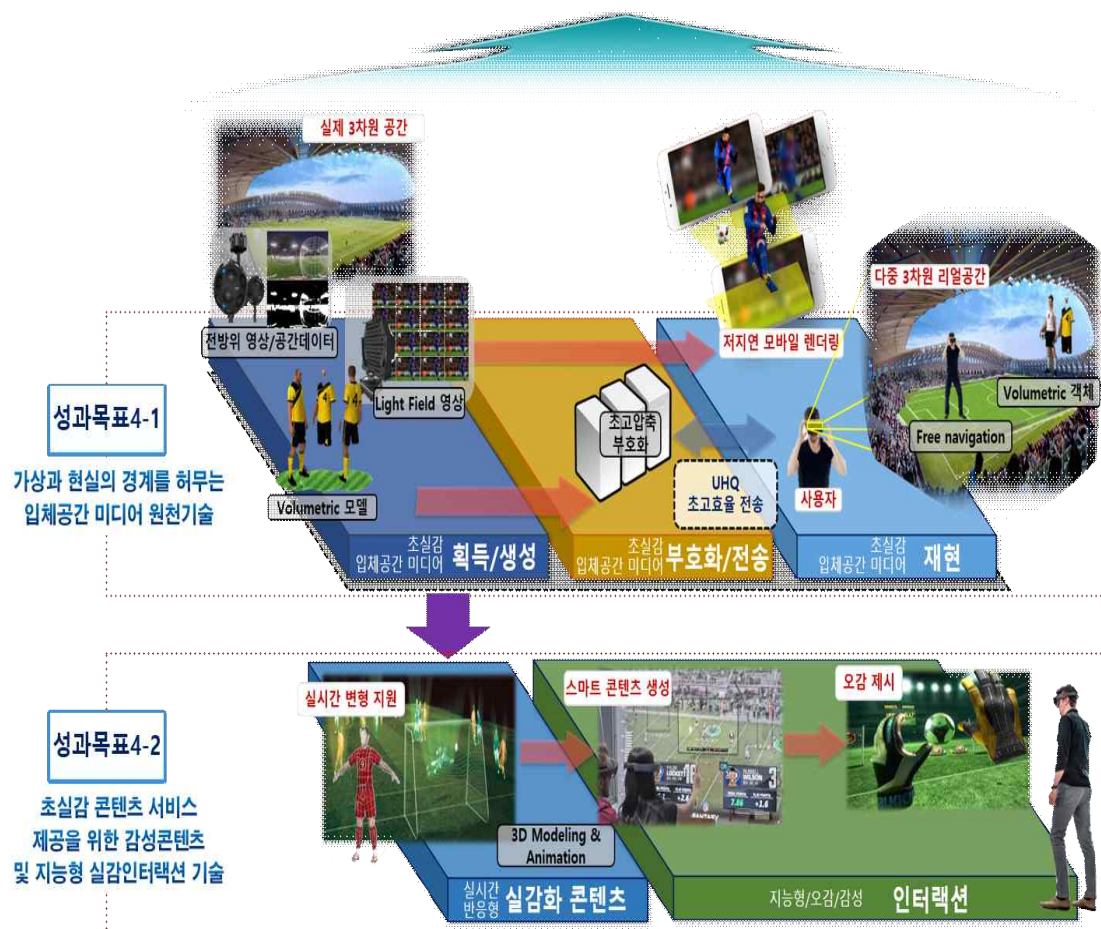 실제 3차원 공간
전방위 영상/공간데이터
Light Field 영상
Volumetric 모델
초고압축
부호화
UHQ
초고효율 전송
저지연 모바일 렌더링
사용자
다중 3차원 리얼공간
Volumetric 객체
Free navigation
성과목표4-1
가상과 현실의 경계를 허무는
입체공간 미디어 원천기술
초실감
입체공간 미디어 획득/생성
초실감
입체공간 미디어 부호화/전송
초실감
입체공간 미디어 재현
성과목표4-2
초실감 콘텐츠 서비스
제공을 위한 감성콘텐츠
및 지능형 실감인터랙션 기술
실시간 변형 지원
스마트 콘텐츠 생성
오감 제시
LOCKETT
WILSON
3
7.86
+1.6
3D Modeling &
Animation
실시간
반응형 실감화 콘텐츠
지능형/오감/감성 인터랙션